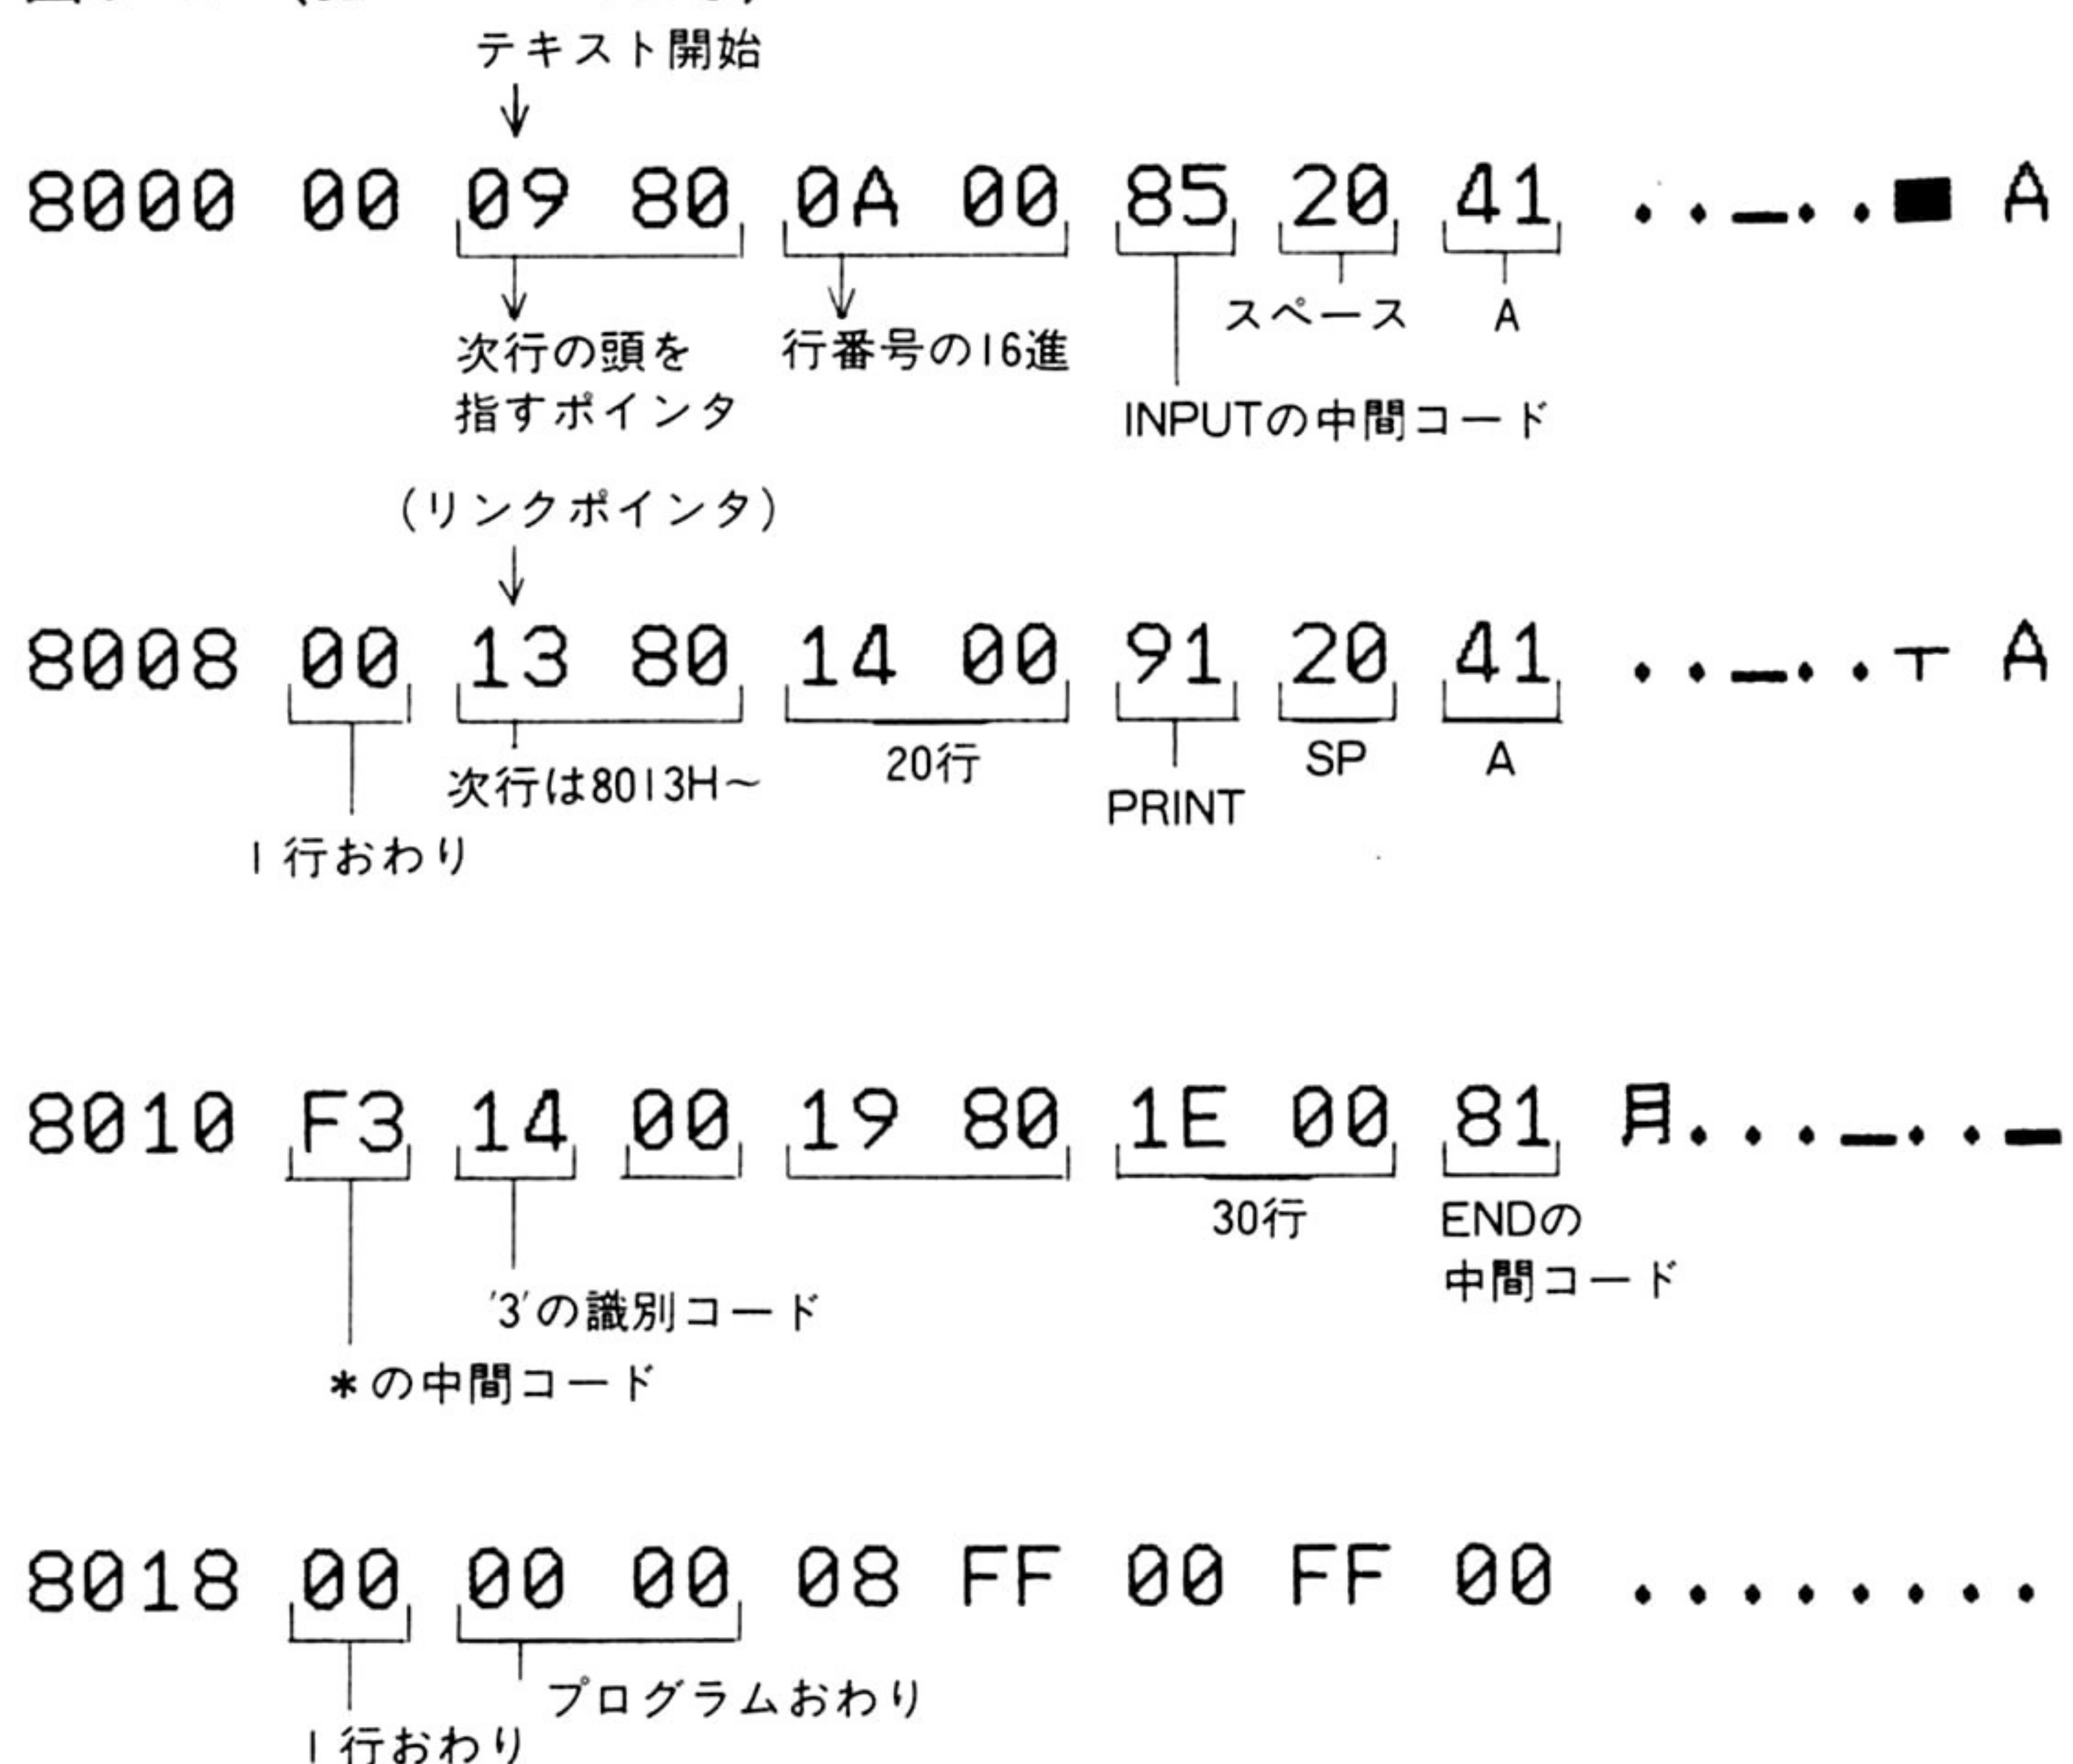 テキスト開始
8000 00 09 80 0A 00 85 20 41 ..▁..■ A
次行の頭を
指すポインタ
行番号の16進
スペース
A
INPUTの中間コード
(リンクポインタ)
8008 00 13 80 14 00 91 20 41 ..▁..┬ A
1行おわり
次行は8013H~
20行
PRINT
SP
A
8010 F3 14 00 19 80 1E 00 81 月...▁..▁
*の中間コード
'3'の識別コード
30行
ENDの
中間コード
8018 00 00 00 08 FF 00 FF 00 ........
1行おわり
プログラムおわり